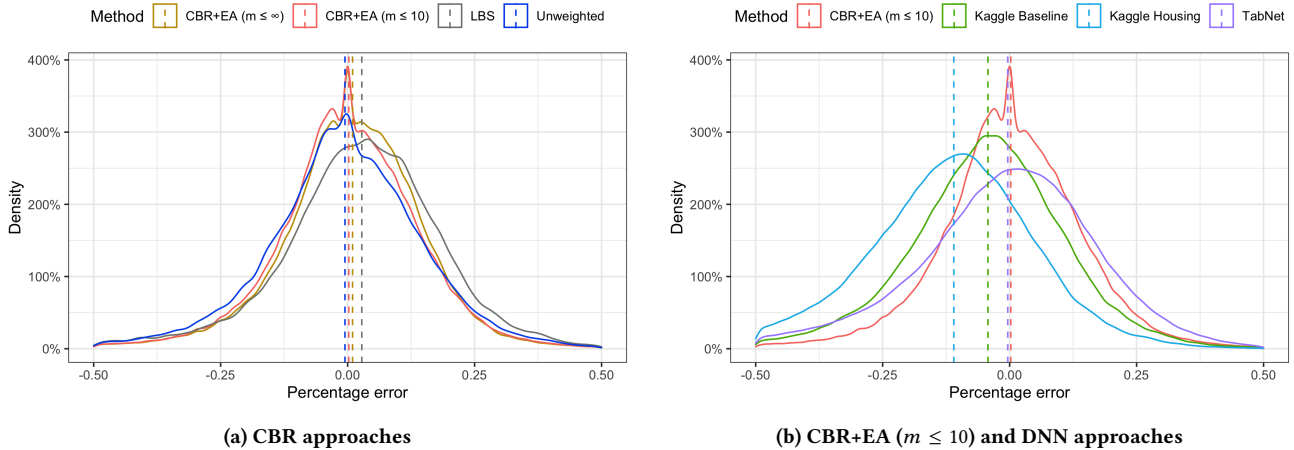 Method CBR+EA (m ≤ ∞) CBR+EA (m ≤ 10) LBS Unweighted
400%
300%
200%
100%
0%
Density
-0.50 -0.25 0.00 0.25 0.50
Percentage error
(a) CBR approaches
Method CBR+EA (m ≤ 10) Kaggle Baseline Kaggle Housing TabNet
400%
300%
200%
100%
0%
Density
-0.50 -0.25 0.00 0.25 0.50
Percentage error
(b) CBR+EA (m ≤ 10) and DNN approaches